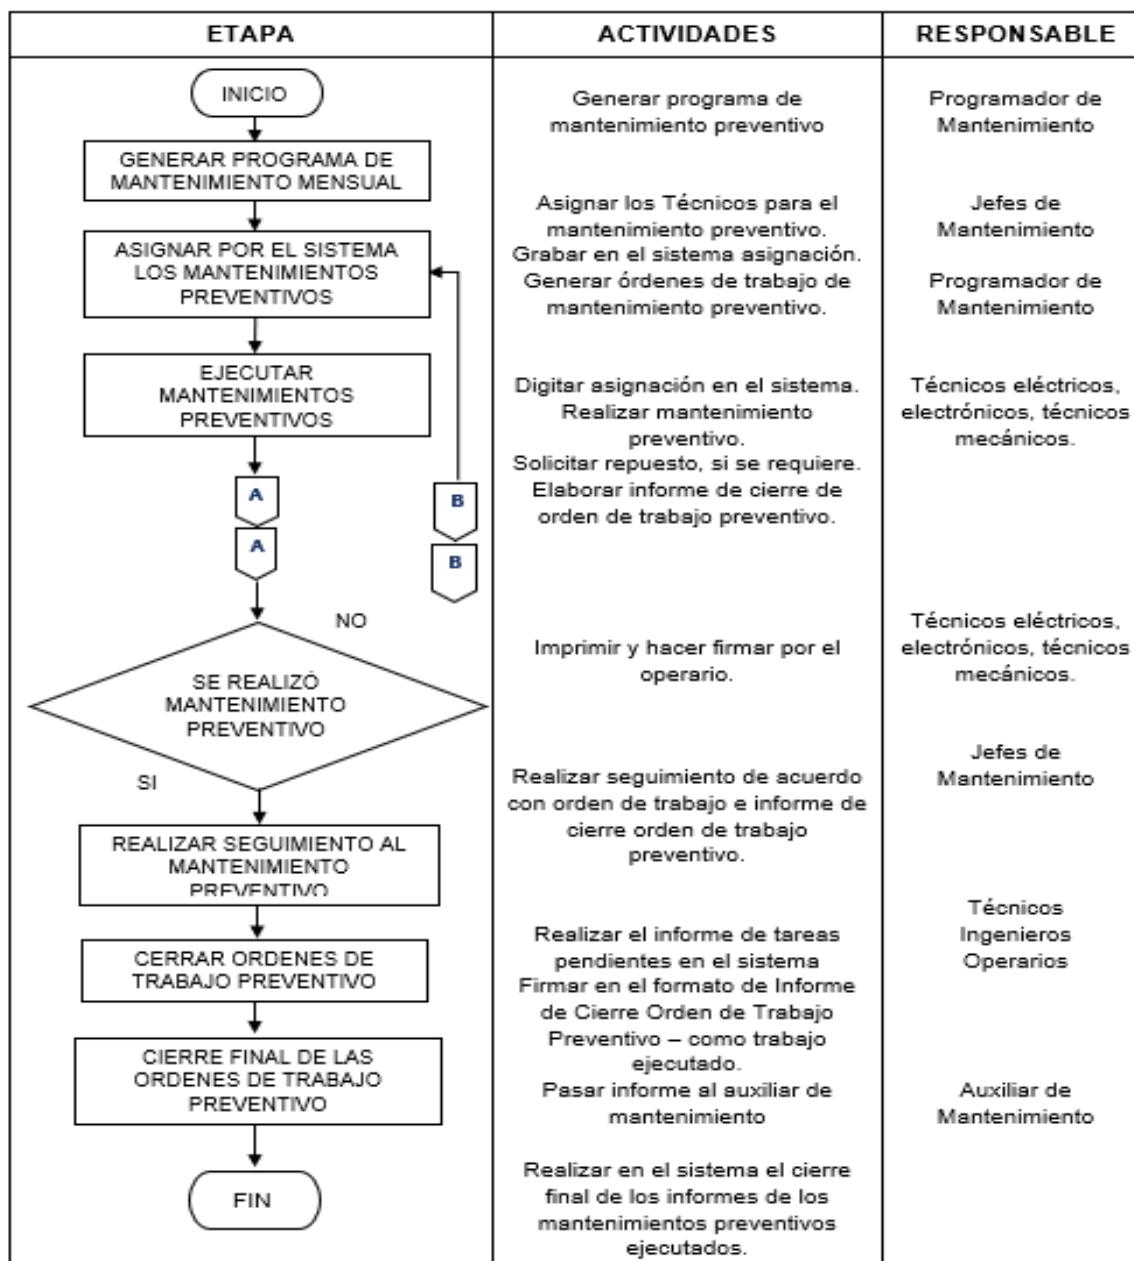 ETAPA
ACTIVIDADES
RESPONSABLE
INICIO
GENERAR PROGRAMA DE
MANTENIMIENTO MENSUAL
ASIGNAR POR EL SISTEMA
LOS MANTENIMIENTOS
PREVENTIVOS
EJECUTAR
MANTENIMIENTOS
PREVENTIVOS
A
B
A
B
NO
SE REALIZÓ
MANTENIMIENTO
PREVENTIVO
SI
REALIZAR SEGUIMIENTO AL
MANTENIMIENTO
PREVENTIVO
CERRAR ORDENES DE
TRABAJO PREVENTIVO
CIERRE FINAL DE LAS
ORDENES DE TRABAJO
PREVENTIVO
FIN
Generar programa de
mantenimiento preventivo
Asignar los Técnicos para el
mantenimiento preventivo.
Grabar en el sistema asignación.
Generar órdenes de trabajo de
mantenimiento preventivo.
Digitar asignación en el sistema.
Realizar mantenimiento
preventivo.
Solicitar repuesto, si se requiere.
Elaborar informe de cierre de
orden de trabajo preventivo.
Imprimir y hacer firmar por el
operario.
Realizar seguimiento de acuerdo
con orden de trabajo e informe de
cierre orden de trabajo
preventivo.
Realizar el informe de tareas
pendientes en el sistema
Firmar en el formato de Informe
de Cierre Orden de Trabajo
Preventivo – como trabajo
ejecutado.
Pasar informe al auxiliar de
mantenimiento
Realizar en el sistema el cierre
final de los informes de los
mantenimientos preventivos
ejecutados.
Programador de
Mantenimiento
Jefes de
Mantenimiento
Programador de
Mantenimiento
Técnicos eléctricos,
electrónicos, técnicos
mecánicos.
Técnicos eléctricos,
electrónicos, técnicos
mecánicos.
Jefes de
Mantenimiento
Técnicos
Ingenieros
Operarios
Auxiliar de
Mantenimiento